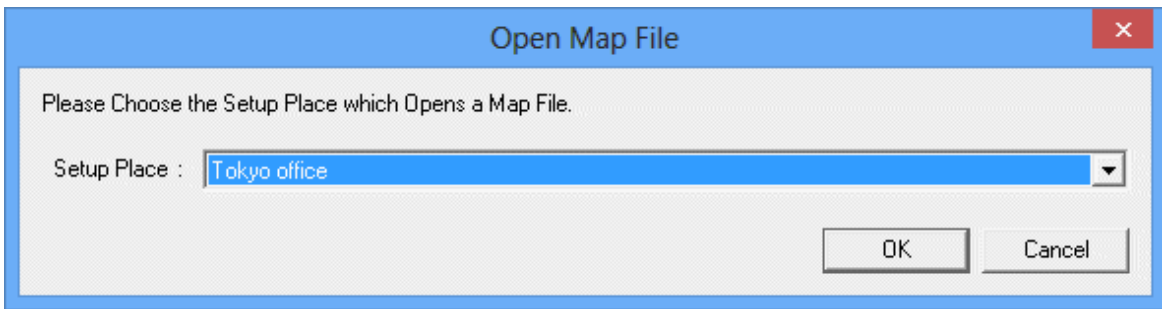 Open Map File
Please Choose the Setup Place which Opens a Map File.
Setup Place : Tokyo office
OK Cancel